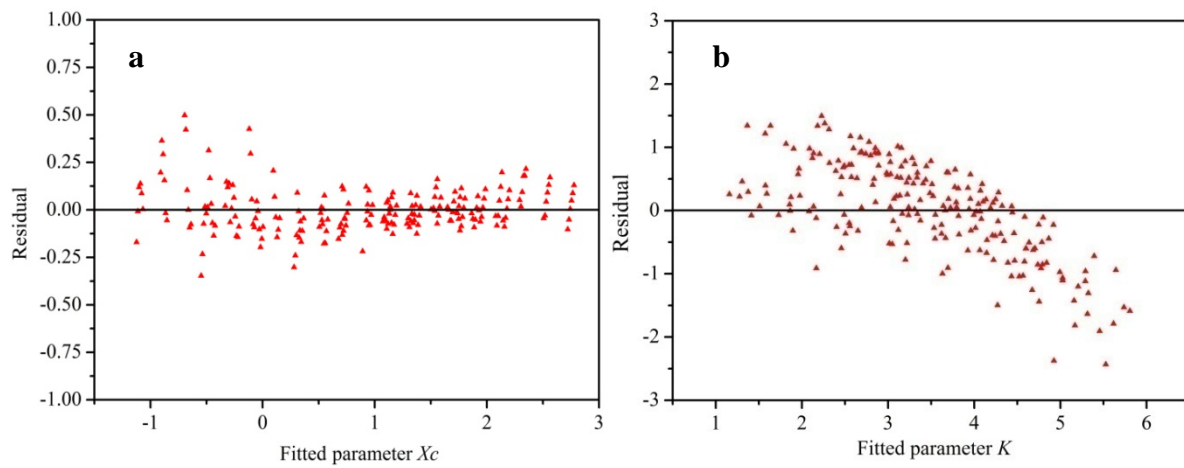 a
1.00
0.75
0.50
0.25
0.00
-0.25
-0.50
-0.75
-1.00
Residual
-1 0 1 2 3
Fitted parameter Xc
b
3
2
1
0
-1
-2
-3
Residual
1 2 3 4 5 6
Fitted parameter K